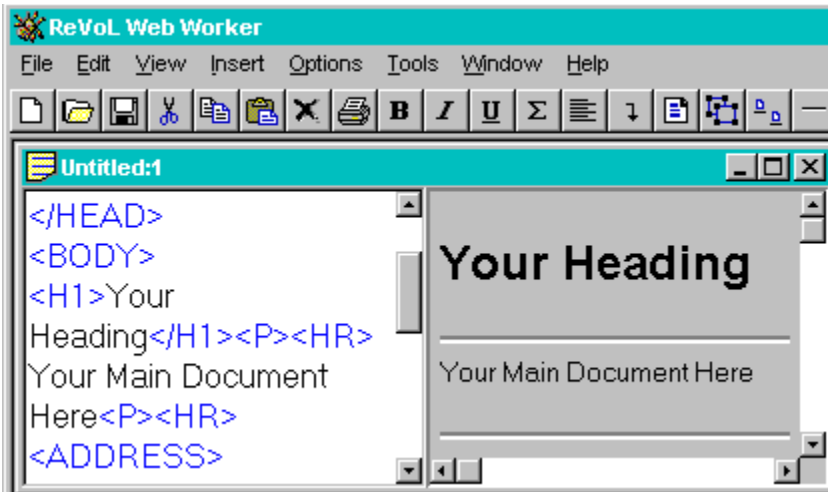 ReVoL Web Worker
File Edit View Insert Options Tools Window Help
B I U Σ
Untitled:1
</HEAD>
<BODY>
<H1>Your
Heading</H1><P><HR>
Your Main Document
Here<P><HR>
<ADDRESS>
Your Heading
Your Main Document Here